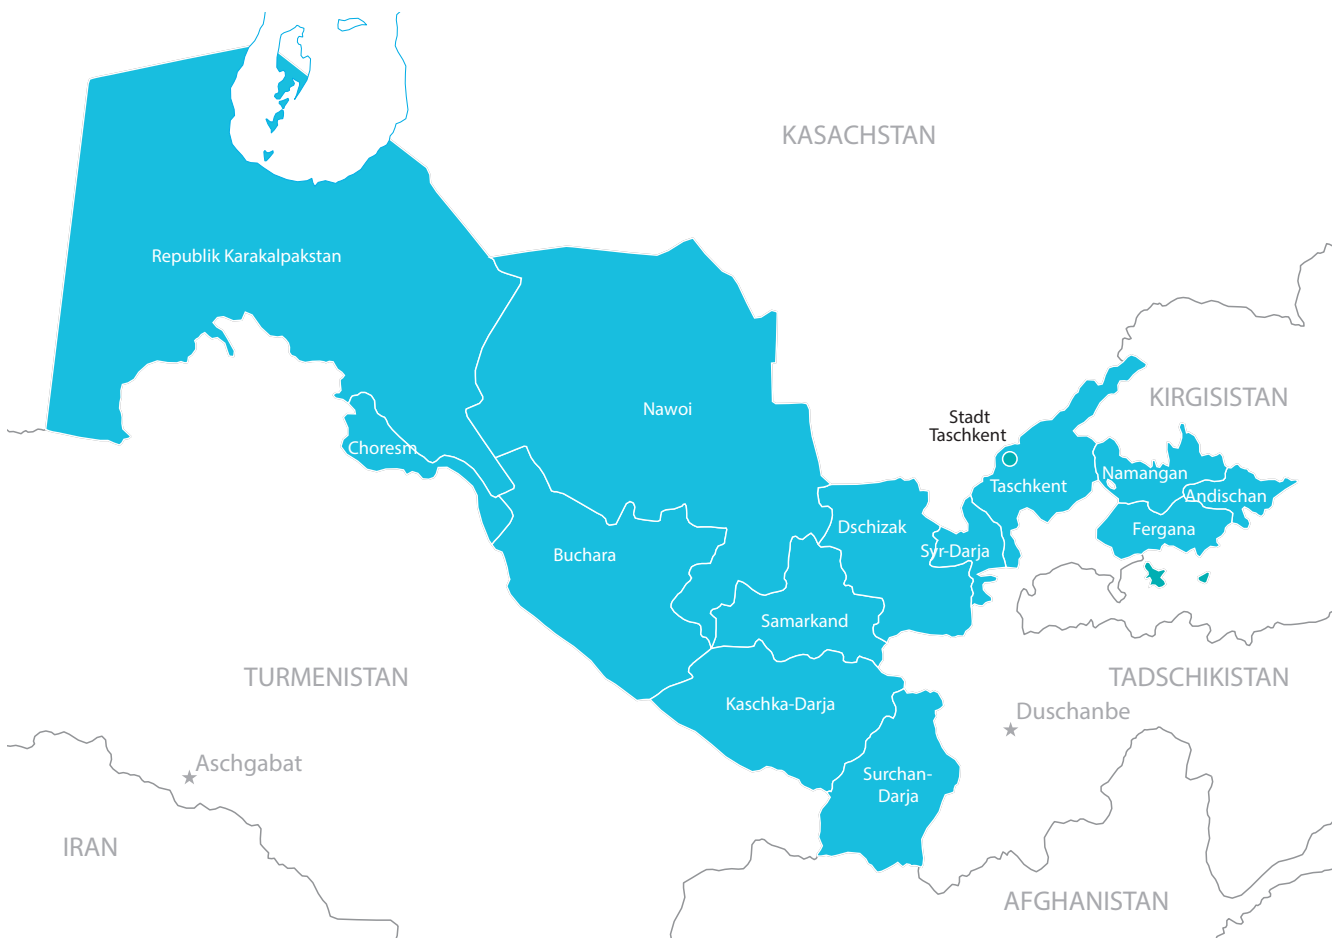 KASACHSTAN
Republik Karakalpakstan
KIRGISISTAN
Nawoi
Stadt
Taschkent
Choresm
Namangan
Taschkent
Andischan
Dschizak
Fergana
Buchara
Syr-Darja
Samarkand
TURMENISTAN
TADSCHIKISTAN
Kaschka-Darja
Duschanbe
Aschgabat
Surchan-
Darja
IRAN
AFGHANISTAN